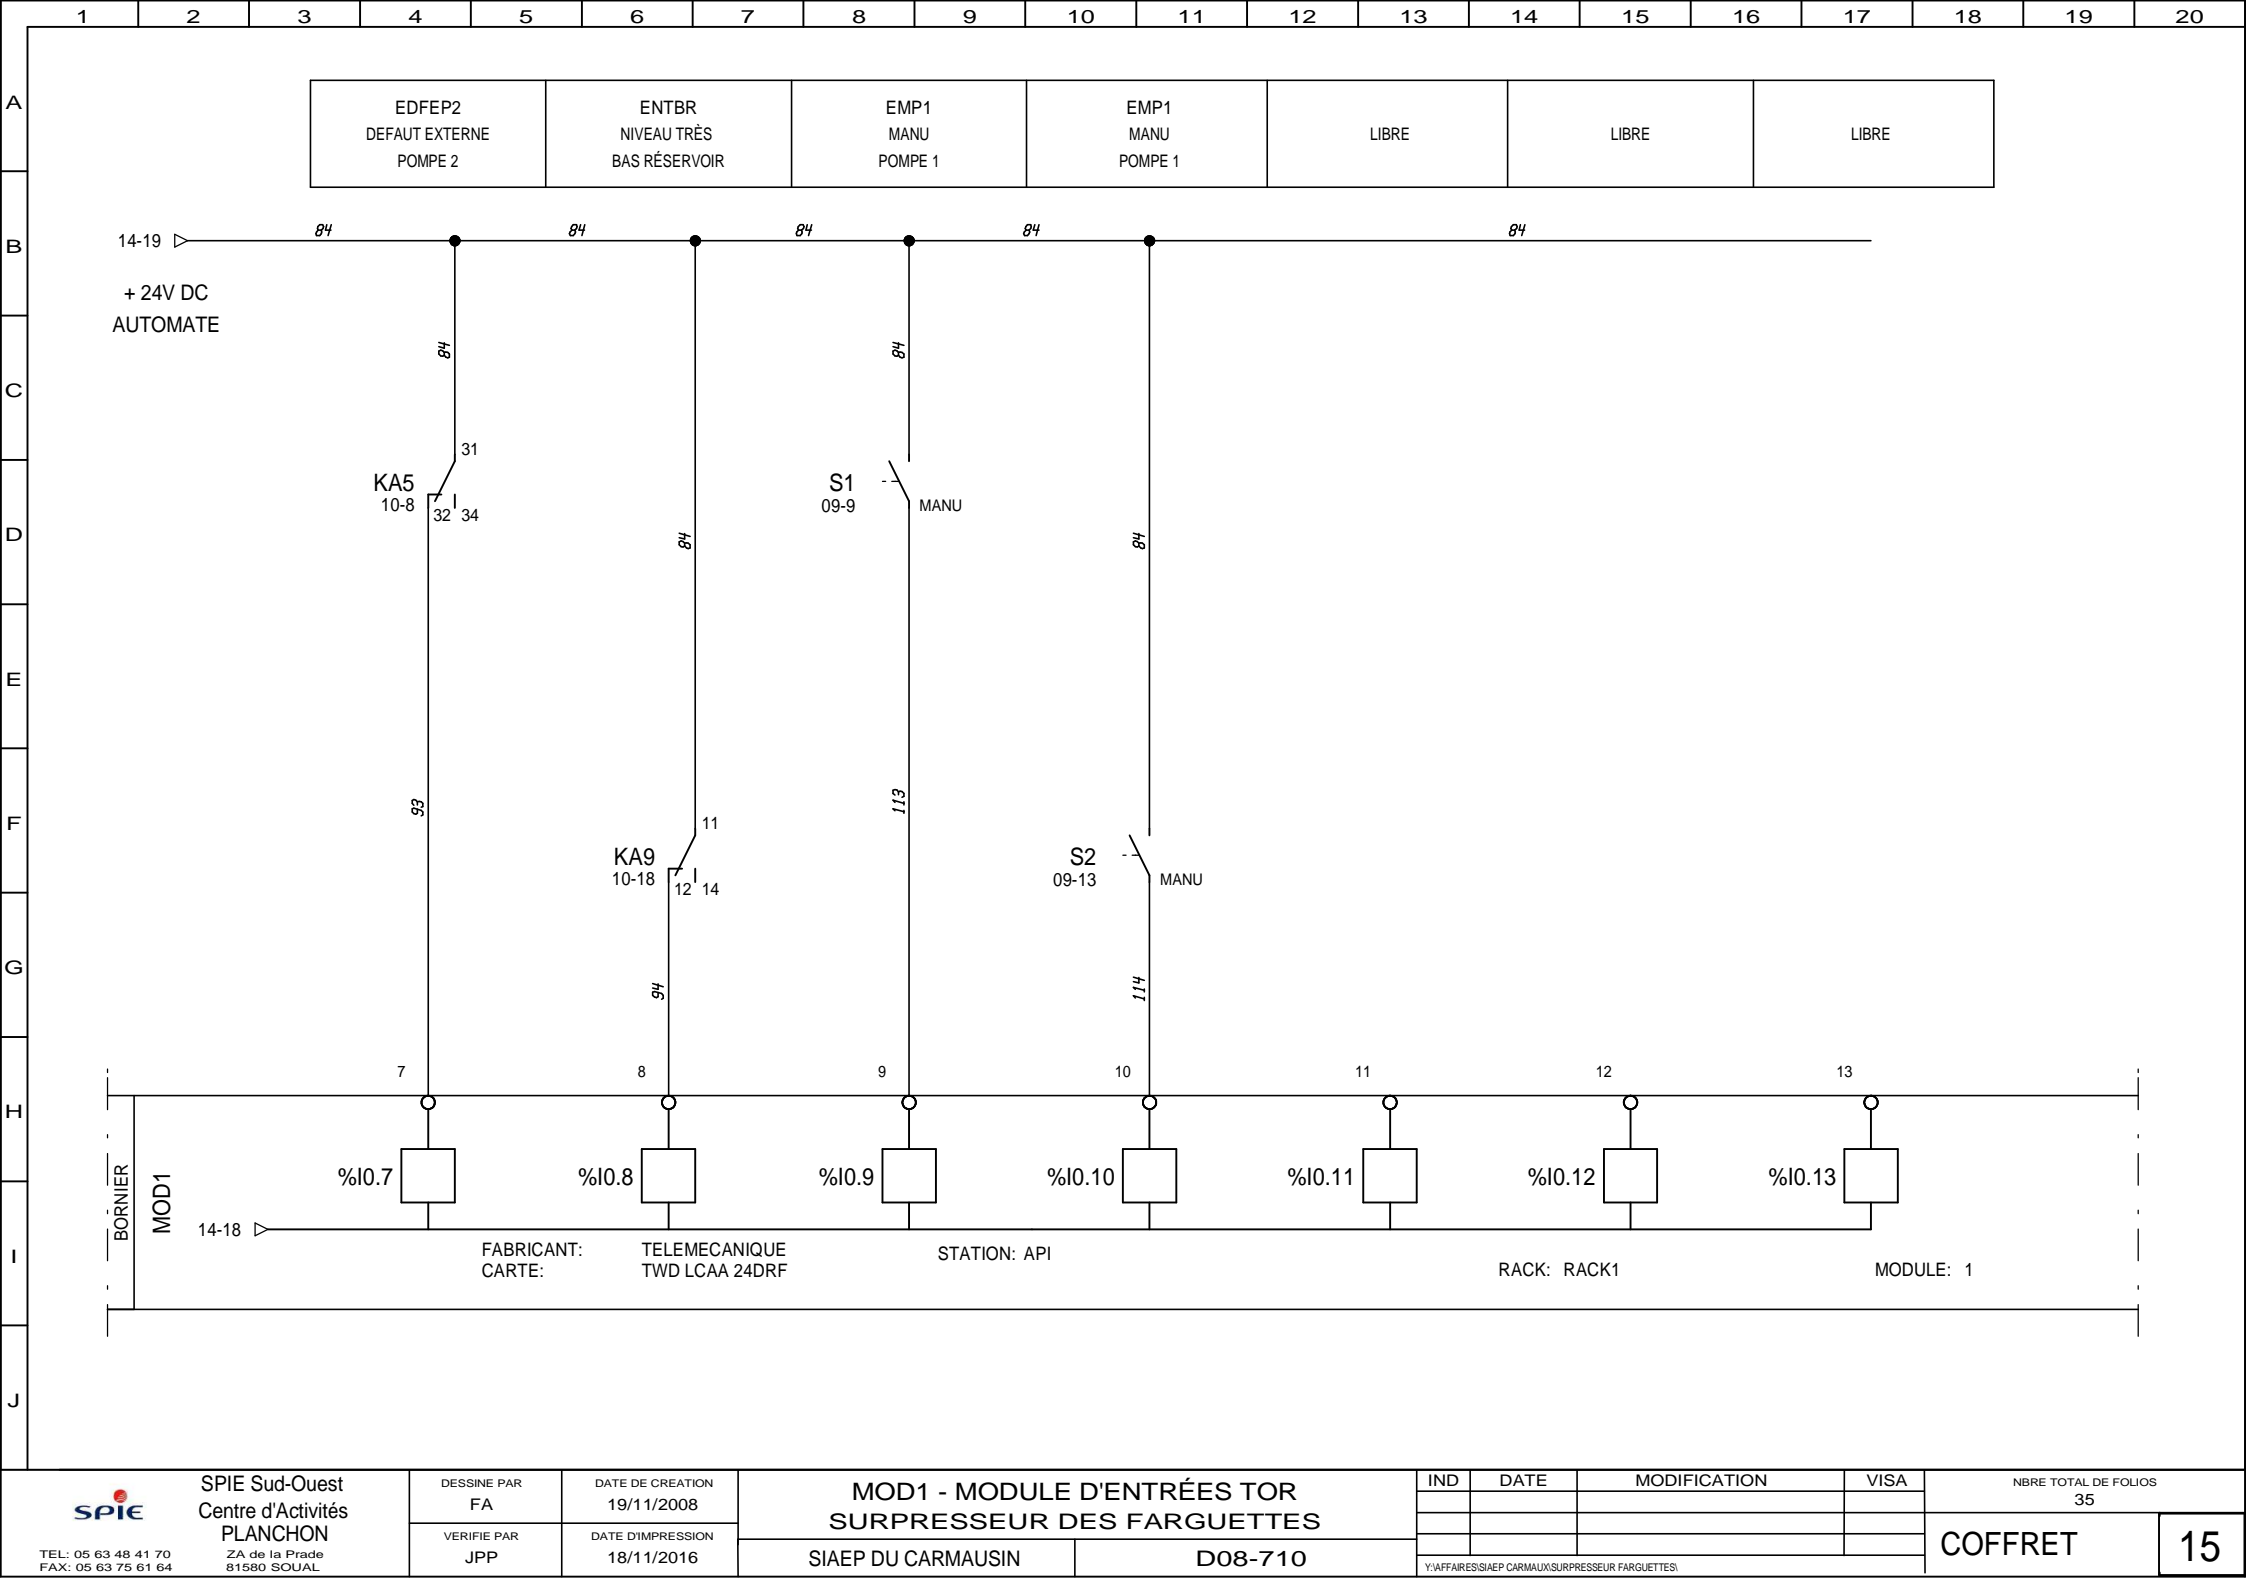 1 2 3 4 5 6 7 8 9 10 11 12 13 14 15 16 17 18 19 20
A
EDFEP2
DEFAUT EXTERNE
POMPE 2
ENTBR
NIVEAU TRÈS
BAS RÉSERVOIR
EMP1
MANU
POMPE 1
EMP1
MANU
POMPE 1
LIBRE
LIBRE
LIBRE
B
14-19
84 84 84 84 84
+ 24V DC
AUTOMATE
84
84
C
31
KA5
10-8
32 34
S1
09-9
MANU
D
84
84
E
93
113
F
11
KA9
10-18
12 14
S2
09-13
MANU
G
94
114
7 8 9 10 11 12 13
H
BORNIER
MOD1
%I0.7 %I0.8 %I0.9 %I0.10 %I0.11 %I0.12 %I0.13
14-18
I
FABRICANT: TELEMECANIQUE
CARTE: TWD LCAA 24DRF
STATION: API
RACK: RACK1
MODULE: 1
J
SPIE
TEL: 05 63 48 41 70
FAX: 05 63 75 61 64
SPIE Sud-Ouest
Centre d'Activités
PLANCHON
ZA de la Prade
81580 SOUAL
DESSINE PAR
FA
VERIFIE PAR
JPP
DATE DE CREATION
19/11/2008
DATE D'IMPRESSION
18/11/2016
MOD1 - MODULE D'ENTRÉES TOR
SURPRESSEUR DES FARGUETTES
SIAEP DU CARMAUSIN
D08-710
IND DATE MODIFICATION VISA
Y:\AFFAIRES\SIAEP CARMAUX\SURPRESSEUR FARGUETTES\
NBRE TOTAL DE FOLIOS
35
COFFRET
15